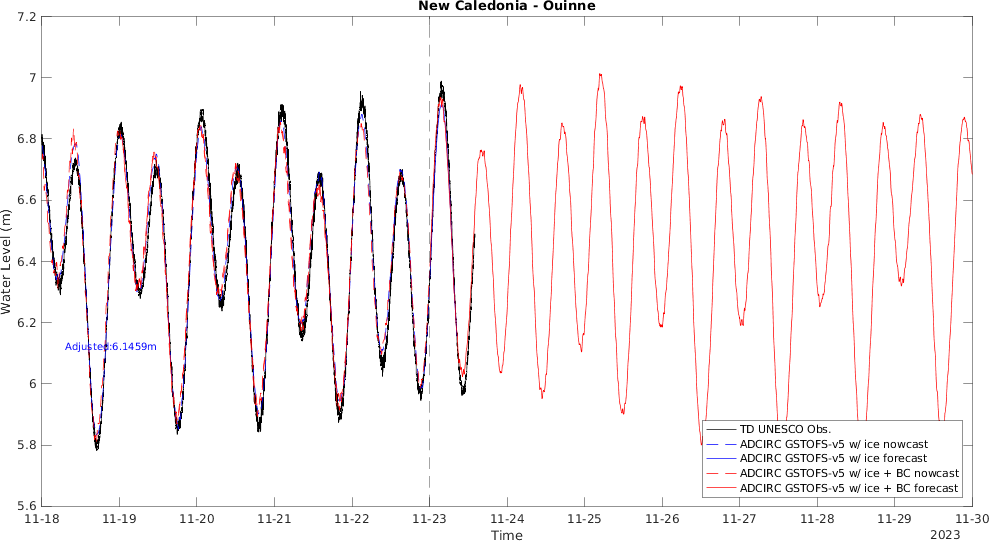 New Caledonia - Ouinne
7.2
7
6.8
6.6
6.4
6.2
6
5.8
5.6
Water Level (m)
Adjusted:6.1459m
TD UNESCO Obs.
ADCIRC GSTOFS-v5 w/ ice nowcast
ADCIRC GSTOFS-v5 w/ ice forecast
ADCIRC GSTOFS-v5 w/ ice + BC nowcast
ADCIRC GSTOFS-v5 w/ ice + BC forecast
11-18 11-19 11-20 11-21 11-22 11-23 11-24 11-25 11-26 11-27 11-28 11-29 11-30
Time
2023